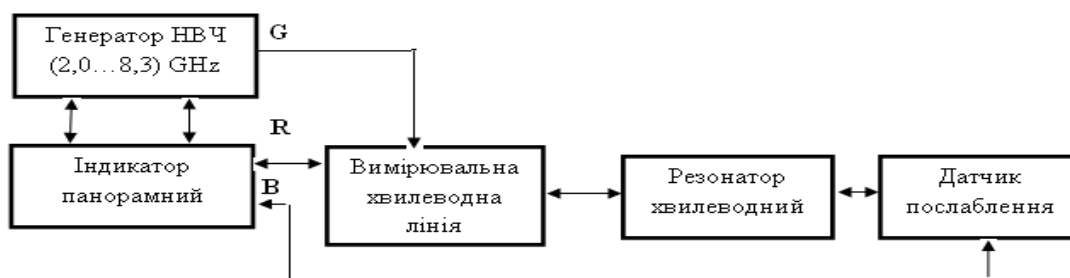 Генератор НВЧ
(2,0...8,3) GHz
G
R
B
Індикатор
панорамний
Вимірювальна
хвилеводна
лінія
Резонатор
хвилеводний
Датчик
послаблення